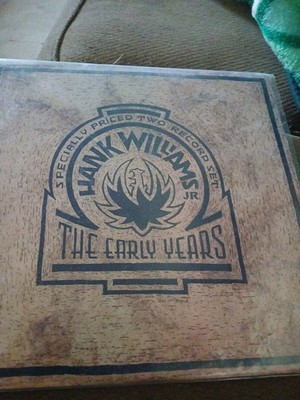 SPECIALLY PRICED TWO RECORD SET
HANK WILLIAMS JR.
THE EARLY YEARS